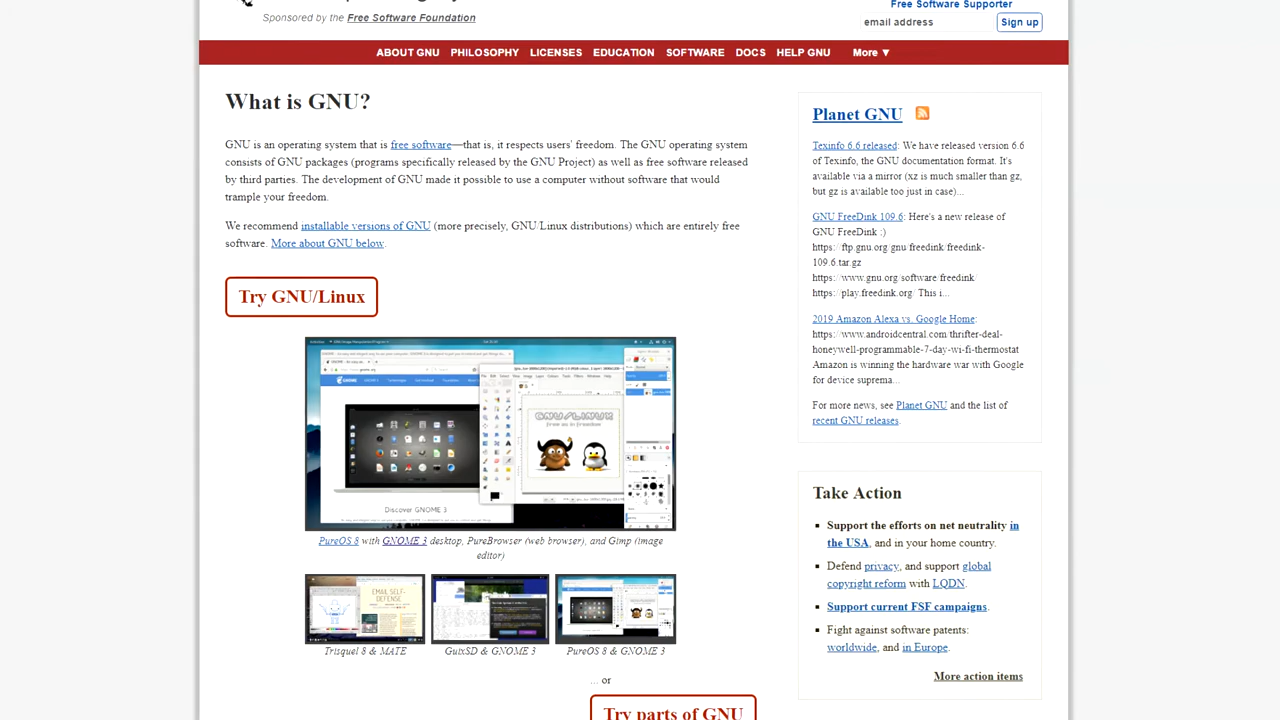 Sponsored by the Free Software Foundation
Free Software Supporter
email address
Sign up
ABOUT GNU PHILOSOPHY LICENSES EDUCATION SOFTWARE DOCS HELP GNU More ▼
What is GNU?
GNU is an operating system that is free software—that is, it respects users' freedom. The GNU operating system
consists of GNU packages (programs specifically released by the GNU Project) as well as free software released
by third parties. The development of GNU made it possible to use a computer without software that would
trample your freedom.
We recommend installable versions of GNU (more precisely, GNU/Linux distributions) which are entirely free
software. More about GNU below.
Try GNU/Linux
GNU/LINUX
free as in freedom
Discover GNOME 3
PureOS 8 with GNOME 3 desktop, PureBrowser (web browser), and Gimp (image
editor)
EMAIL SELF-
DEFENSE
Trisquel 8 & MATE
GuixSD & GNOME 3
PureOS 8 & GNOME 3
... or
Try parts of GNU
Planet GNU
Texinfo 6.6 released: We have released version 6.6
of Texinfo, the GNU documentation format. It's
available via a mirror (xz is much smaller than gz,
but gz is available too just in case)...
GNU FreeDink 109.6: Here's a new release of
GNU FreeDink :)
https://ftp.gnu.org/gnu/freedink/freedink-
109.6.tar.gz
https://www.gnu.org/software/freedink/
https://play.freedink.org/ This i...
2019 Amazon Alexa vs. Google Home:
https://www.androidcentral.com/thrifter-deal-
honeywell-programmable-7-day-wi-fi-thermostat
Amazon is winning the hardware war with Google
for device suprema...
For more news, see Planet GNU and the list of
recent GNU releases.
Take Action
Support the efforts on net neutrality in
the USA, and in your home country.
Defend privacy, and support global
copyright reform with LQDN.
Support current FSF campaigns.
Fight against software patents:
worldwide, and in Europe.
More action items